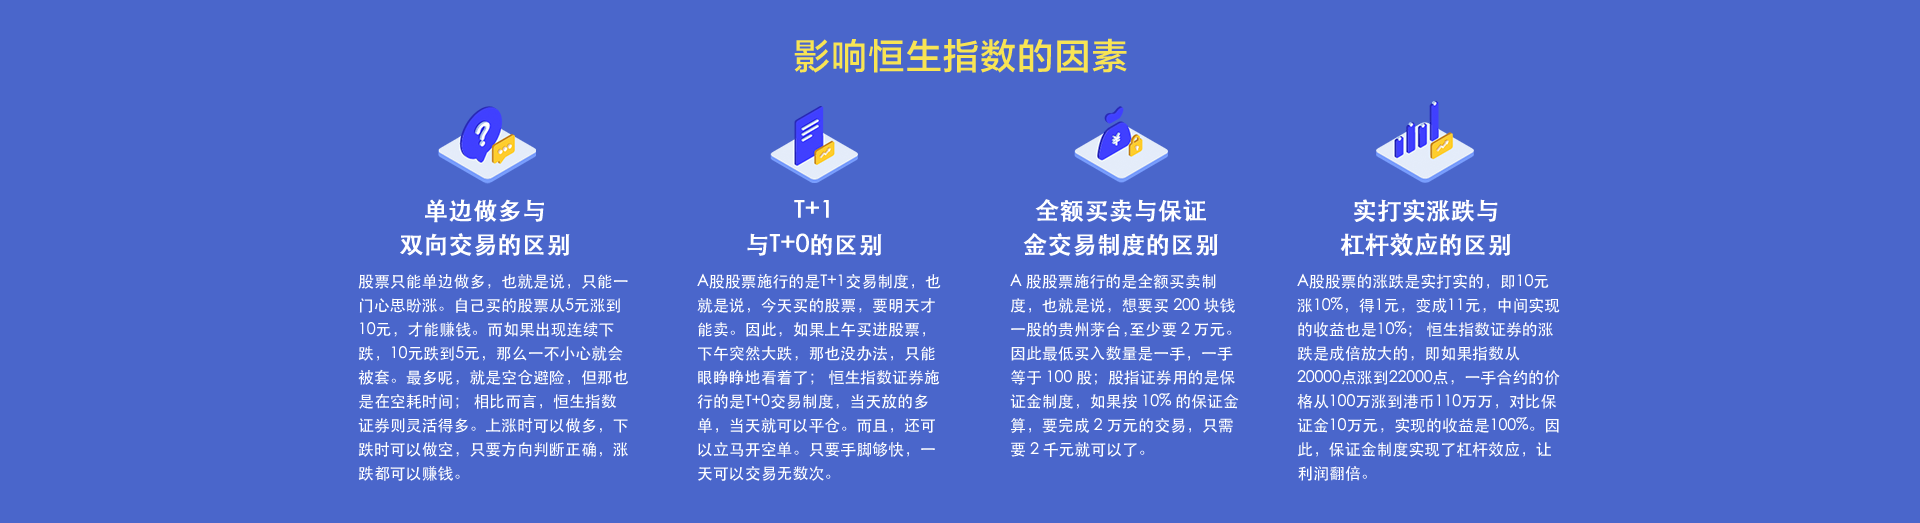 影响恒生指数的因素
单边做多与
双向交易的区别
股票只能单边做多，也就是说，只能一
门心思盼涨。自己买的股票从5元涨到
10元，才能赚钱。而如果出现连续下
跌，10元跌到5元，那么一不小心就会
被套。最多呢，就是空仓避险，但那也
是在空耗时间； 相比而言，恒生指数
证券则灵活得多。上涨时可以做多，下
跌时可以做空，只要方向判断正确，涨
跌都可以赚钱。
T+1
与T+0的区别
A股股票施行的是T+1交易制度，也
就是说，今天买的股票，要明天才
能卖。因此，如果上午买进股票，
下午突然大跌，那也没办法，只能
眼睁睁地看着了； 恒生指数证券施
行的是T+0交易制度，当天放的多
单，当天就可以平仓。而且，还可
以立马开空单。只要手脚够快，一
天可以交易无数次。
全额买卖与保证
金交易制度的区别
A 股股票施行的是全额买卖制
度，也就是说，想要买 200 块钱
一股的贵州茅台,至少要 2 万元。
因此最低买入数量是一手，一手
等于 100 股；股指证券用的是保
证金制度，如果按 10% 的保证金
算，要完成 2 万元的交易，只需
要 2 千元就可以了。
实打实涨跌与
杠杆效应的区别
A股股票的涨跌是实打实的，即10元
涨10%，得1元，变成11元，中间实现
的收益也是10%； 恒生指数证券的涨
跌是成倍放大的，即如果指数从
20000点涨到22000点，一手合约的价
格从100万涨到港币110万万，对比保
证金10万元，实现的收益是100%。因
此，保证金制度实现了杠杆效应，让
利润翻倍。